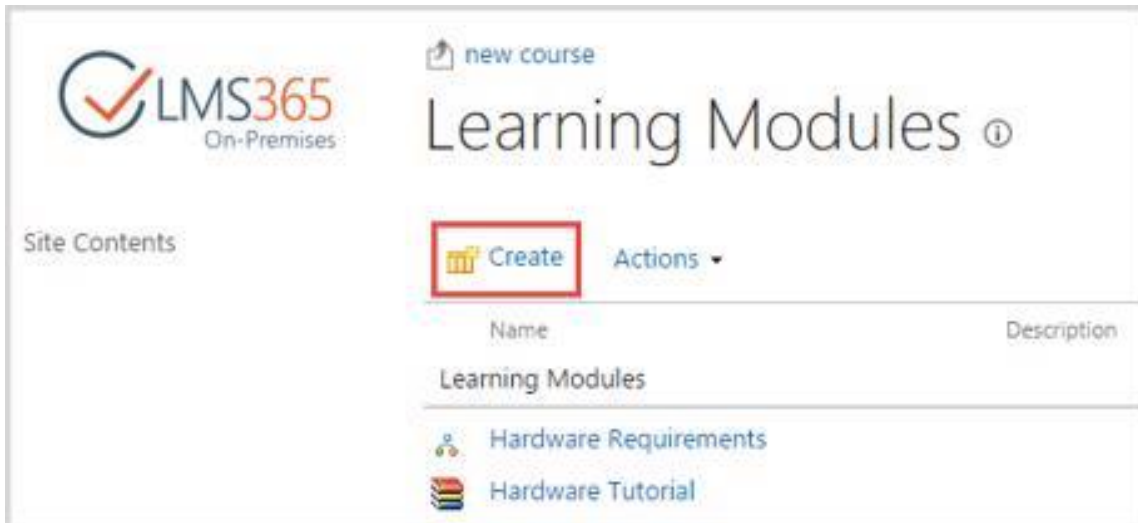 LMS365
On-Premises
new course
Learning Modules
Site Contents
Create Actions
Name Description
Learning Modules
Hardware Requirements
Hardware Tutorial